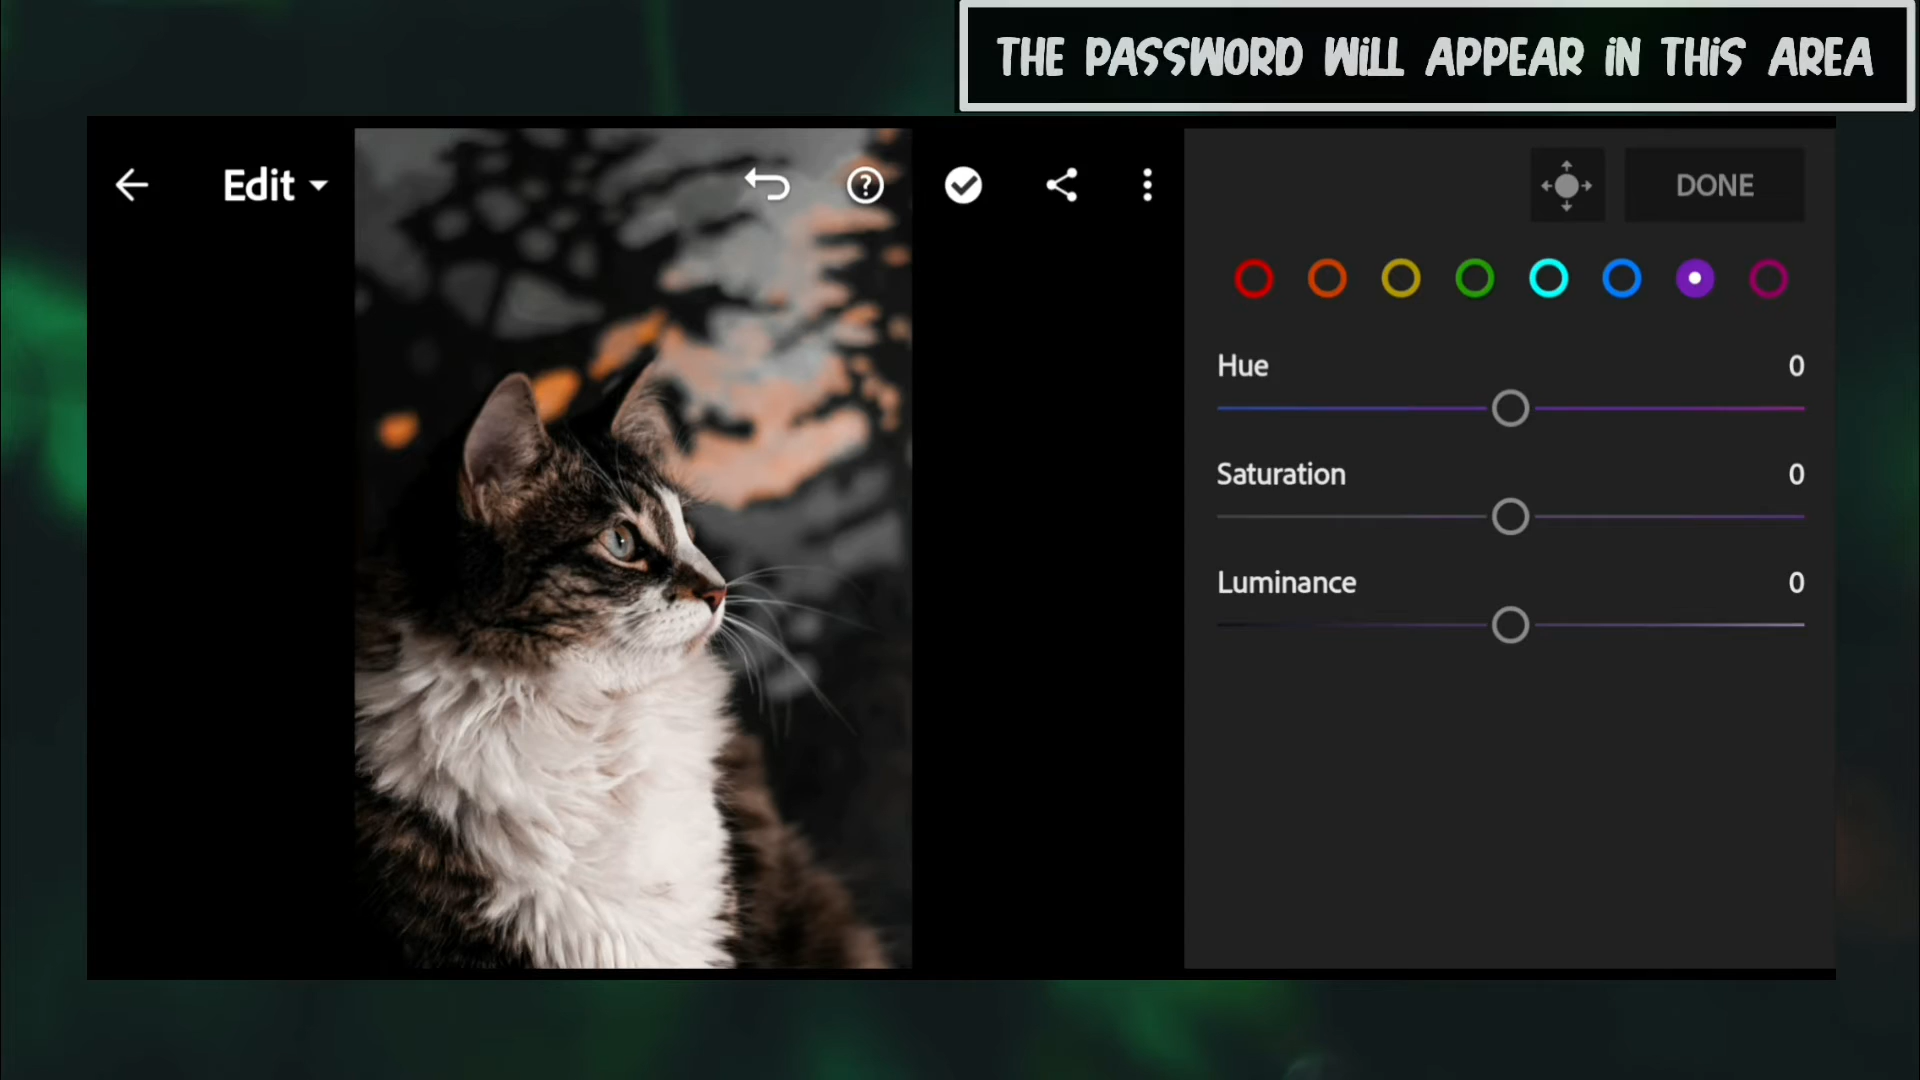 THE PASSWORD WiLL APPEAR iN THiS AREA
Edit
DONE
Hue 0
Saturation 0
Luminance 0